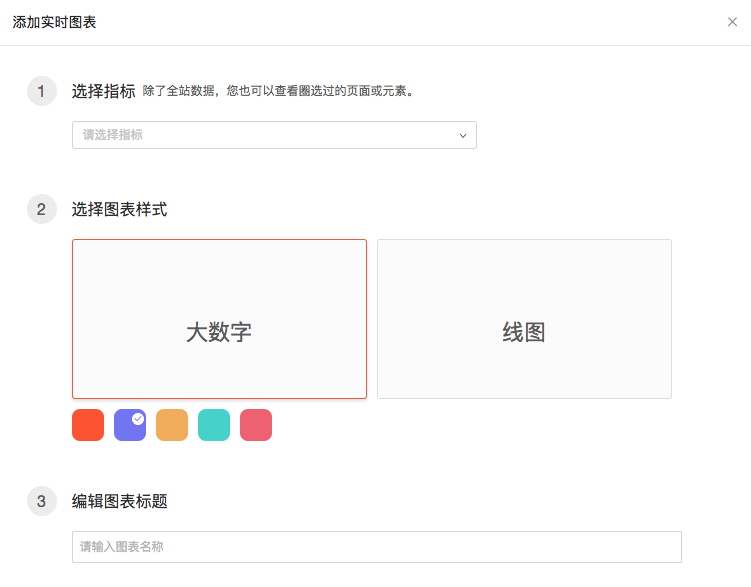 添加实时图表
1 选择指标 除了全站数据，您也可以查看圈选过的页面或元素。
请选择指标
2 选择图表样式
大数字 线图
3 编辑图表标题
请输入图表名称